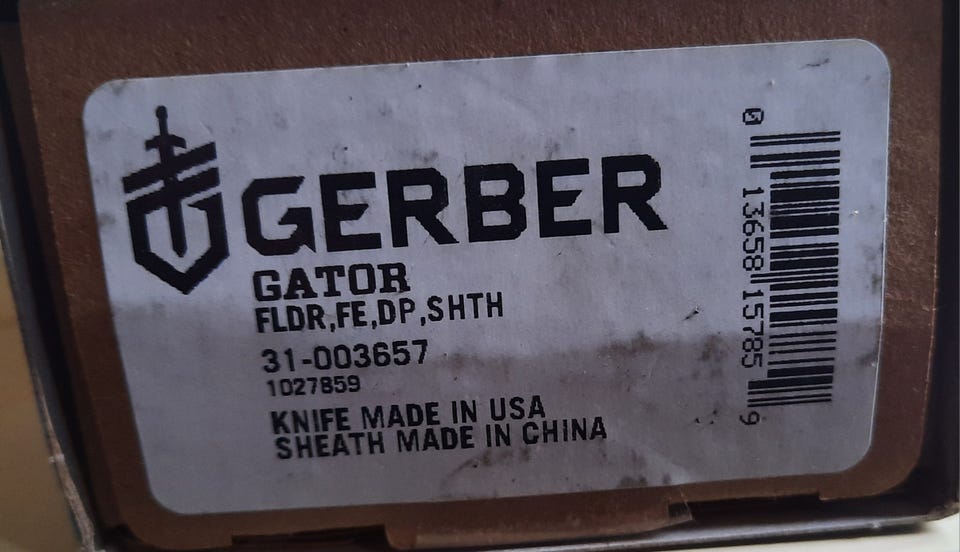 GERBER
GATOR
FLDR,FE,DP,SHTH
31-003657
1027859
KNIFE MADE IN USA
SHEATH MADE IN CHINA
0 13658 15785 9